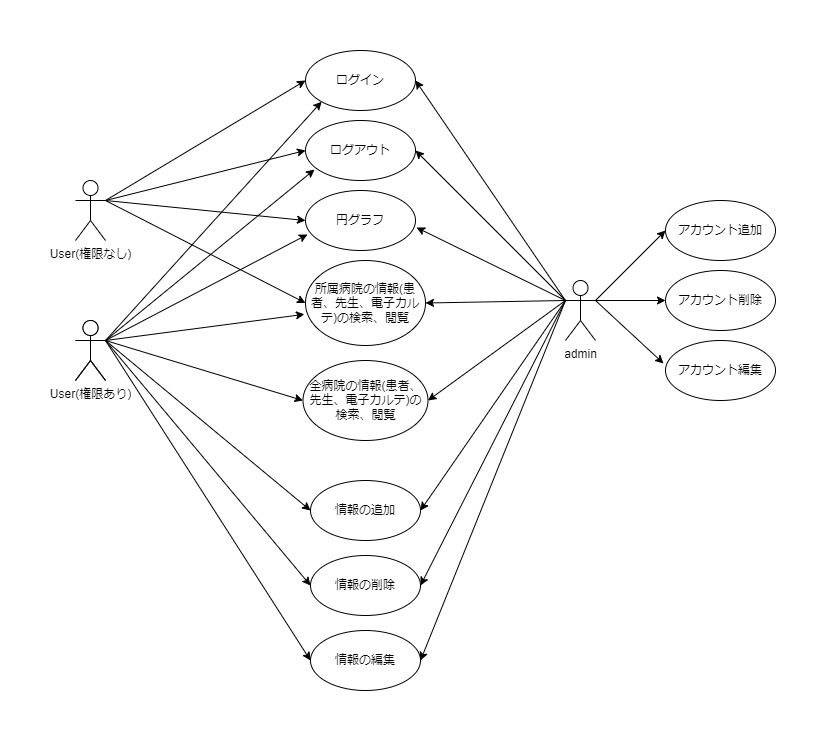 ログイン
ログアウト
円グラフ
User(権限なし)
所属病院の情報(患
者、先生、電子カル
テ)の検索、閲覧
User(権限あり)
全病院の情報(患者、
先生、電子カルテ)の
検索、閲覧
情報の追加
情報の削除
情報の編集
admin
アカウント追加
アカウント削除
アカウント編集